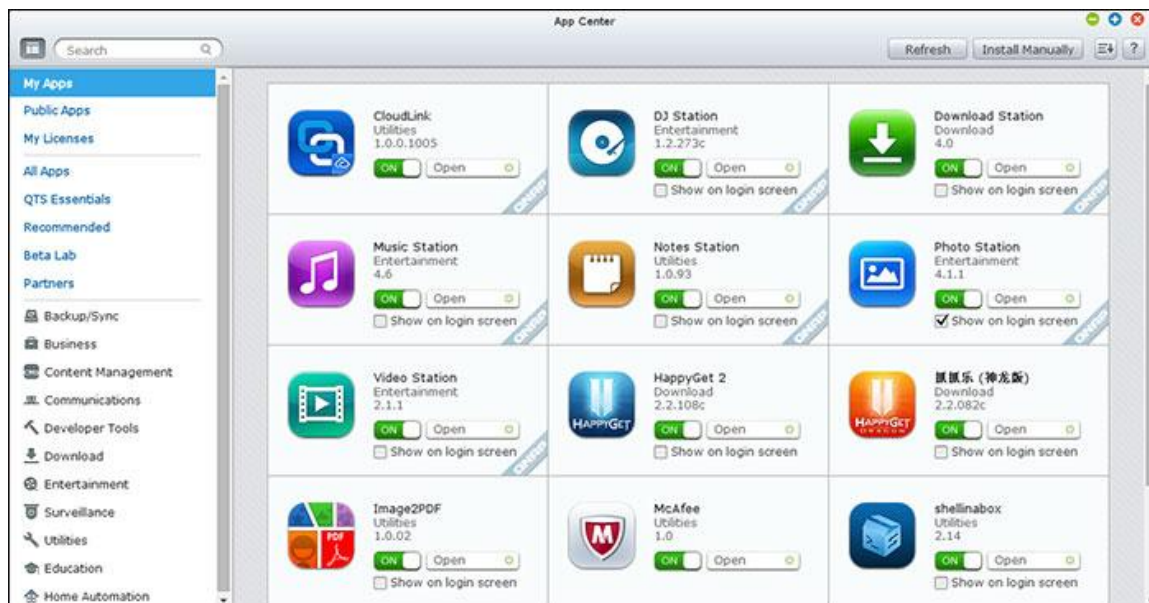 App Center
Search
Refresh
Install Manually
?
My Apps
Public Apps
My Licenses
All Apps
QTS Essentials
Recommended
Beta Lab
Partners
Backup/Sync
Business
Content Management
Communications
Developer Tools
Download
Entertainment
Surveillance
Utilities
Education
Home Automation
CloudLink
Utilities
1.0.0.1005
ON Open
QNAP
DJ Station
Entertainment
1.2.273c
ON Open
Show on login screen
QNAP
Download Station
Download
4.0
ON Open
Show on login screen
QNAP
Music Station
Entertainment
4.6
ON Open
Show on login screen
QNAP
Notes Station
Utilities
1.0.93
ON Open
Show on login screen
QNAP
Photo Station
Entertainment
4.1.1
ON Open
Show on login screen
QNAP
Video Station
Entertainment
2.1.1
ON Open
Show on login screen
QNAP
HAPPYGET
HappyGet 2
Download
2.2.108c
ON Open
Show on login screen
HAPPYGET
DRAGON
抓抓乐 (神龙版)
Download
2.2.082c
ON Open
Show on login screen
PDF
Image2PDF
Utilities
1.0.02
ON Open
Show on login screen
McAfee
Utilities
1.0
ON Open
shellinabox
Utilities
2.14
ON Open
Show on login screen